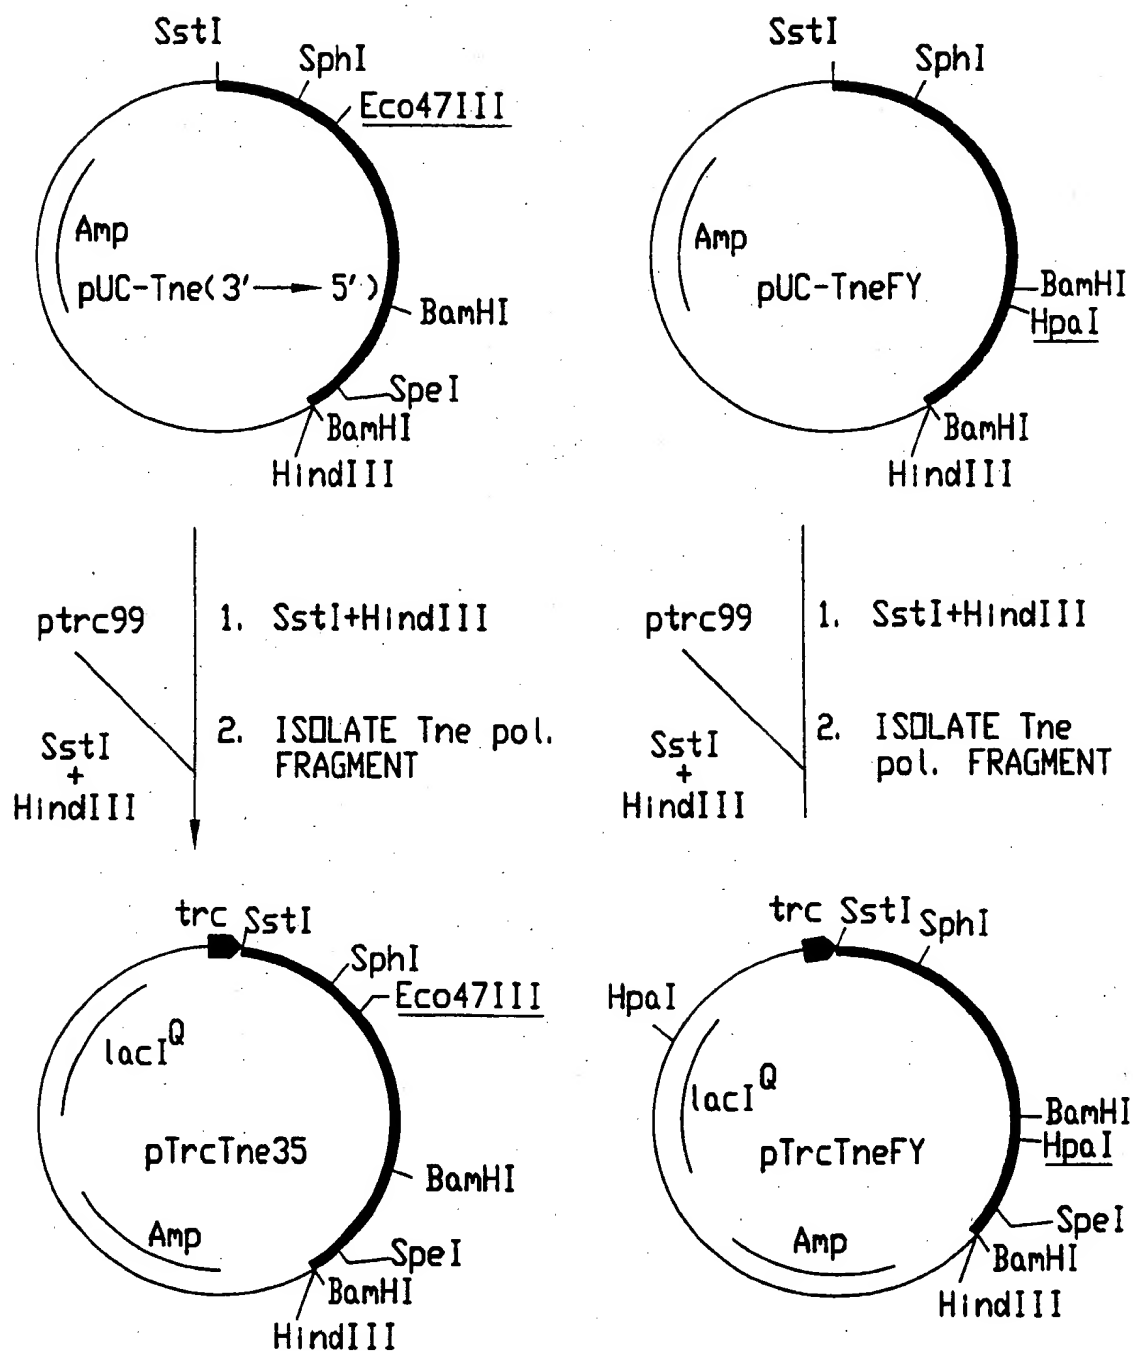 SstI
SphI
Eco47III
Amp
pUC-Tne(3' → 5')
BamHI
SpeI
BamHI
HindIII
SstI
SphI
Amp
pUC-TneFY
BamHI
HpaI
BamHI
HindIII
ptrc99
SstI
+
HindIII
1. SstI+HindIII
2. ISOLATE Tne pol.
FRAGMENT
ptrc99
SstI
+
HindIII
1. SstI+HindIII
2. ISOLATE Tne
pol. FRAGMENT
trc
SstI
SphI
Eco47III
lacI^Q
pTrcTne35
BamHI
Amp
SpeI
BamHI
HindIII
trc
SstI
SphI
HpaI
lacI^Q
BamHI
pTrcTneFY
HpaI
SpeI
Amp
BamHI
HindIII